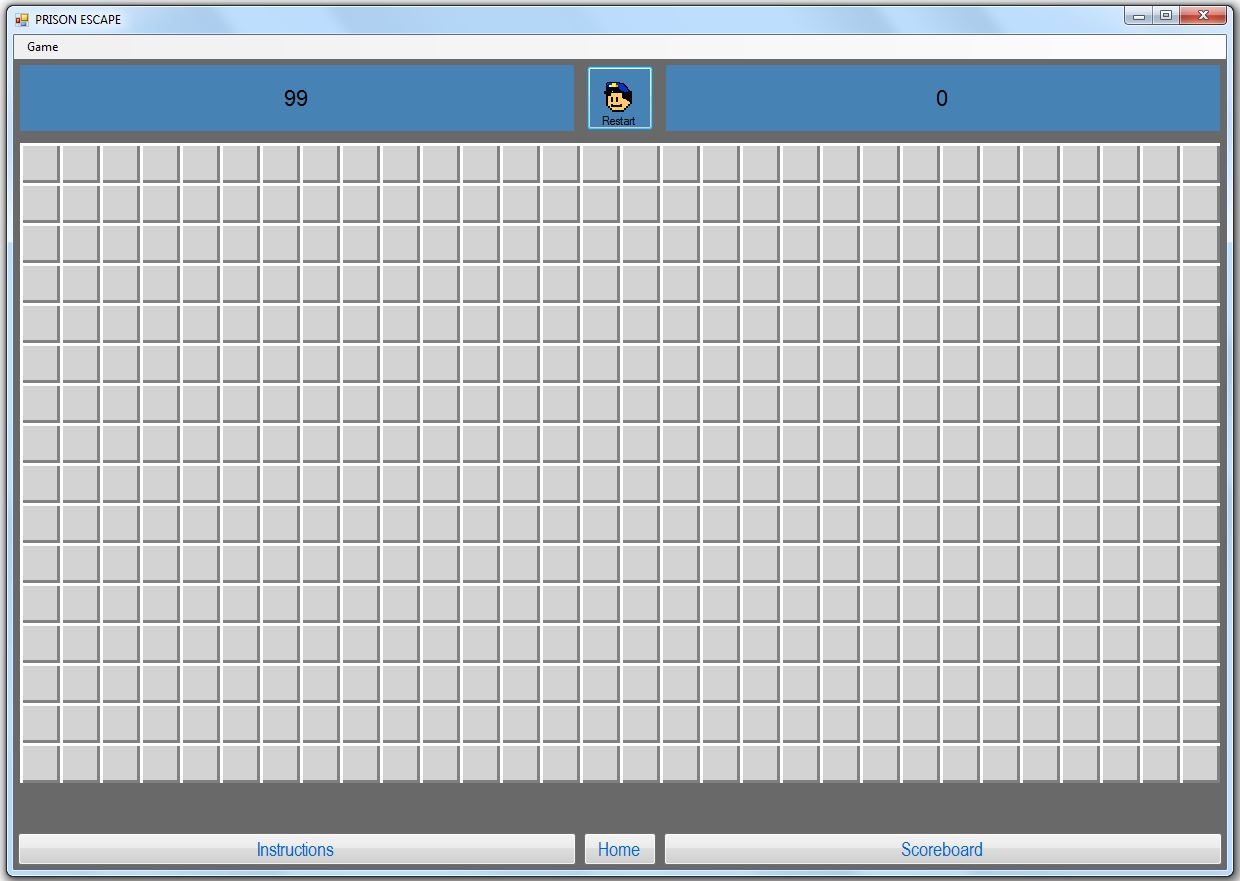 PRISON ESCAPE
Game
99
Restart
0
Instructions
Home
Scoreboard